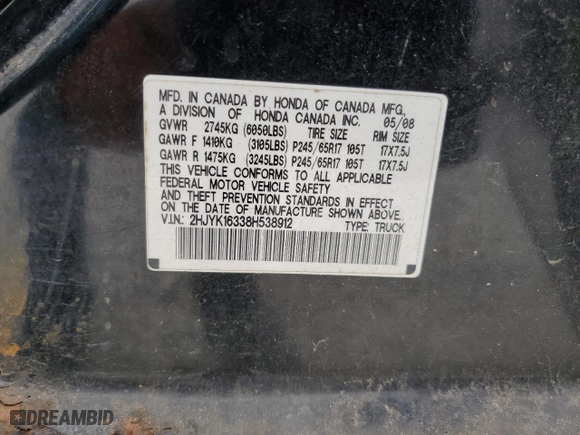 MFD. IN CANADA BY HONDA OF CANADA MFG.,
A DIVISION OF HONDA CANADA INC. 05/08
GVWR 2745KG (6050LBS) TIRE SIZE RIM SIZE
GAWR F 1410KG (3105LBS) P245/65R17 105T 17X7.5J
GAWR R 1475KG (3245LBS) P245/65R17 105T 17X7.5J
THIS VEHICLE CONFORMS TO ALL APPLICABLE
FEDERAL MOTOR VEHICLE SAFETY
AND THEFT PREVENTION STANDARDS IN EFFECT
ON THE DATE OF MANUFACTURE SHOWN ABOVE.
V.I.N.: 2HJYK16338H538912 TYPE: TRUCK
DREAMBID